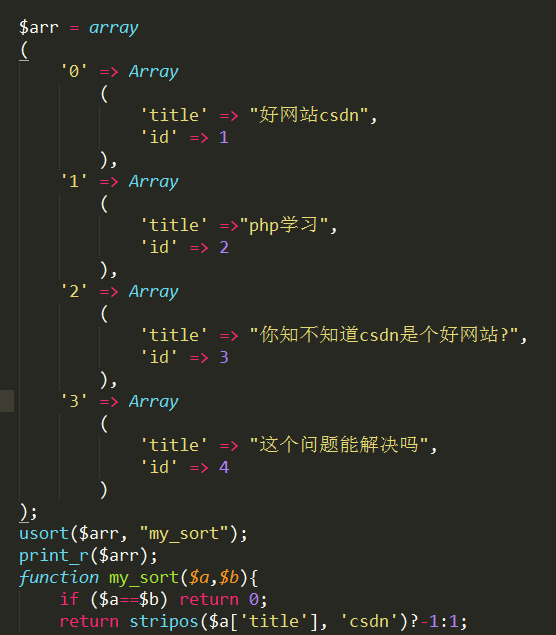 $arr = array
(
    '0' => Array
        (
            'title' => "好网站csdn",
            'id' => 1
        ),
    '1' => Array
        (
            'title' =>"php学习",
            'id' => 2
        ),
    '2' => Array
        (
            'title' => "你知不知道csdn是个好网站?",
            'id' => 3
        ),
    '3' => Array
        (
            'title' => "这个问题能解决吗",
            'id' => 4
        )
);
usort($arr, "my_sort");
print_r($arr);
function my_sort($a,$b){
    if ($a==$b) return 0;
    return stripos($a['title'], 'csdn')?-1:1;